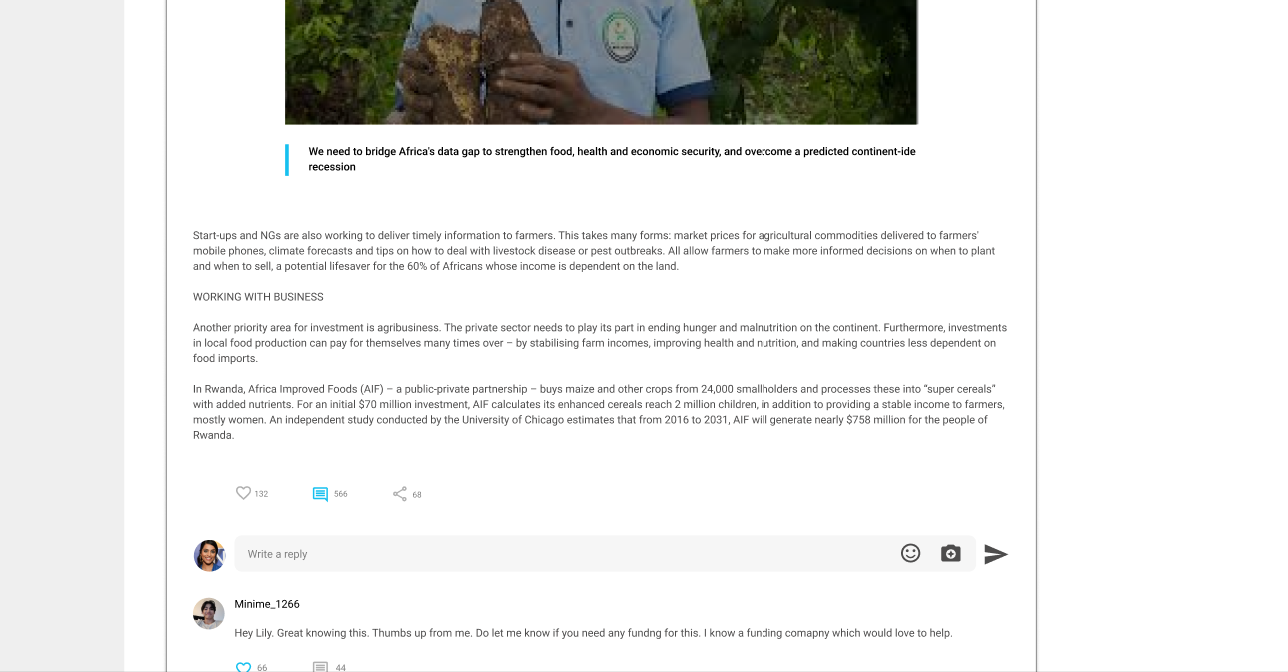 We need to bridge Africa's data gap to strengthen food, health and economic security, and overcome a predicted continent-ide
recession
Start-ups and NGs are also working to deliver timely information to farmers. This takes many forms: market prices for agricultural commodities delivered to farmers'
mobile phones, climate forecasts and tips on how to deal with livestock disease or pest outbreaks. All allow farmers to make more informed decisions on when to plant
and when to sell, a potential lifesaver for the 60% of Africans whose income is dependent on the land.
WORKING WITH BUSINESS
Another priority area for investment is agribusiness. The private sector needs to play its part in ending hunger and malnutrition on the continent. Furthermore, investments
in local food production can pay for themselves many times over – by stabilising farm incomes, improving health and nutrition, and making countries less dependent on
food imports.
In Rwanda, Africa Improved Foods (AIF) – a public-private partnership – buys maize and other crops from 24,000 smallholders and processes these into “super cereals”
with added nutrients. For an initial $70 million investment, AIF calculates its enhanced cereals reach 2 million children, in addition to providing a stable income to farmers,
mostly women. An independent study conducted by the University of Chicago estimates that from 2016 to 2031, AIF will generate nearly $758 million for the people of
Rwanda.
132 566 68
Write a reply
Minime_1266
Hey Lily. Great knowing this. Thumbs up from me. Do let me know if you need any fundng for this. I know a funding comapny which would love to help.
66 44